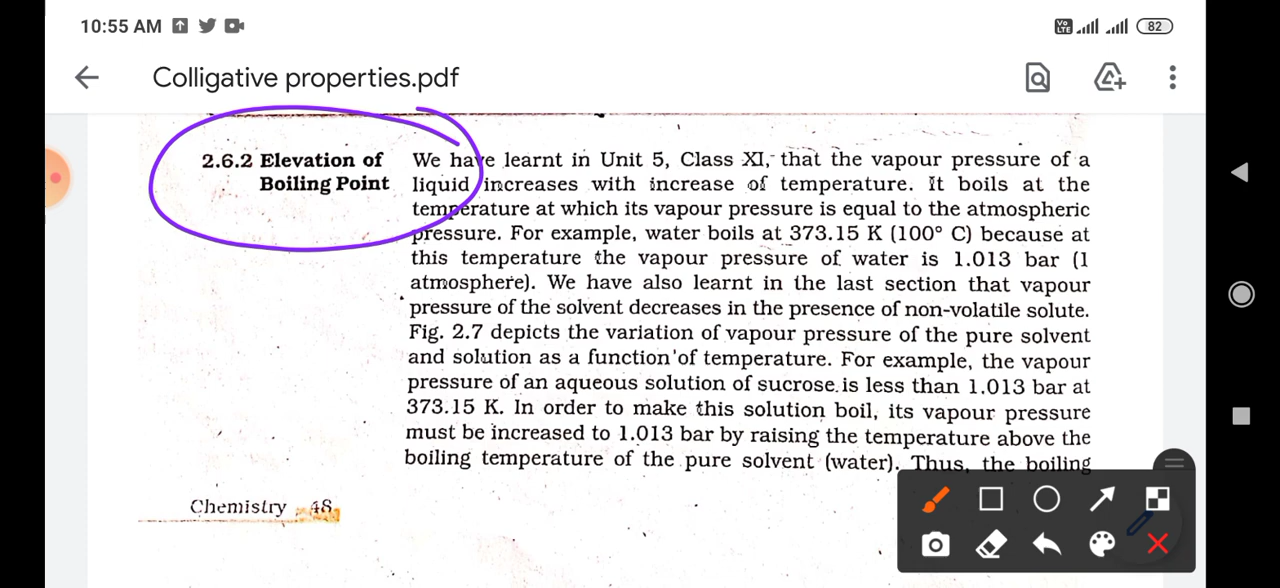 10:55 AM
Vo LTE
82
Colligative properties.pdf
2.6.2 Elevation of
Boiling Point
We have learnt in Unit 5, Class XI, that the vapour pressure of a
liquid increases with increase of temperature. It boils at the
temperature at which its vapour pressure is equal to the atmospheric
pressure. For example, water boils at 373.15 K (100° C) because at
this temperature the vapour pressure of water is 1.013 bar (1
atmosphere). We have also learnt in the last section that vapour
pressure of the solvent decreases in the presence of non-volatile solute.
Fig. 2.7 depicts the variation of vapour pressure of the pure solvent
and solution as a function of temperature. For example, the vapour
pressure of an aqueous solution of sucrose is less than 1.013 bar at
373.15 K. In order to make this solution boil, its vapour pressure
must be increased to 1.013 bar by raising the temperature above the
boiling temperature of the pure solvent (water). Thus, the boiling
Chemistry 48